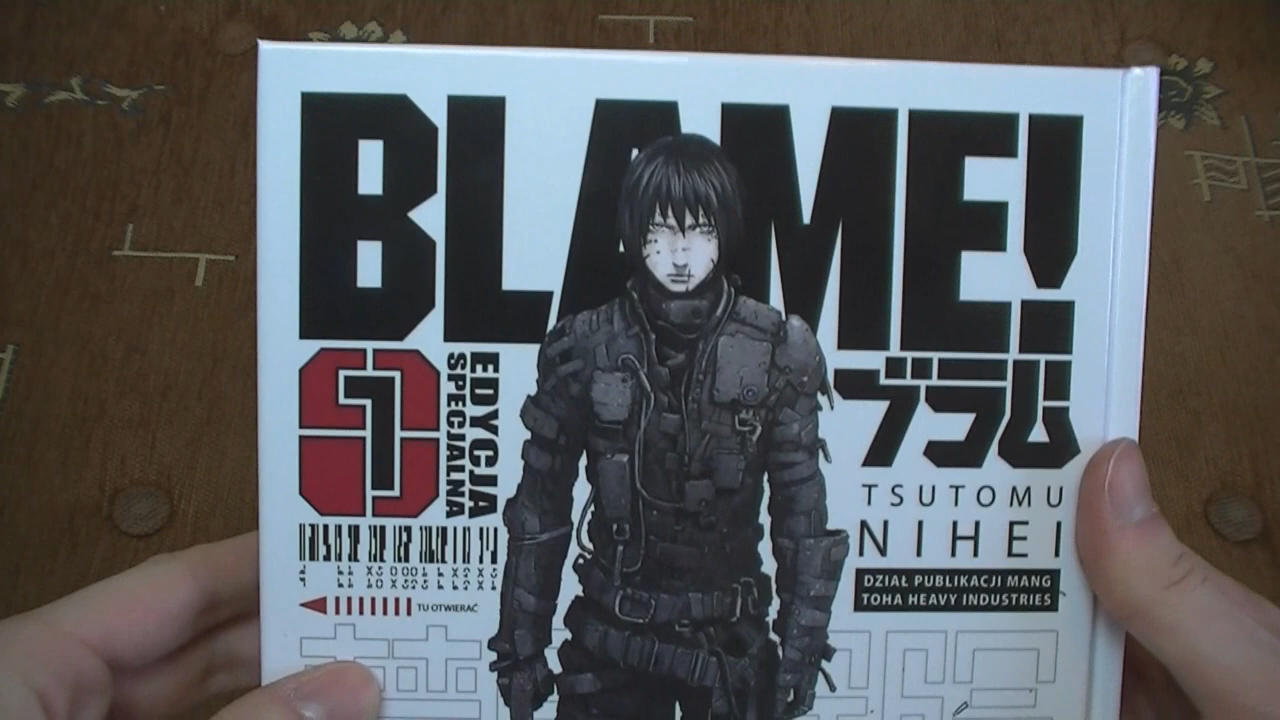 BLAME!
ブラム
1
EDYCJA
SPECJALNA
TSUTOMU
NIHEI
DZIAŁ PUBLIKACJI MANG
TOHA HEAVY INDUSTRIES
TU OTWIERAĆ